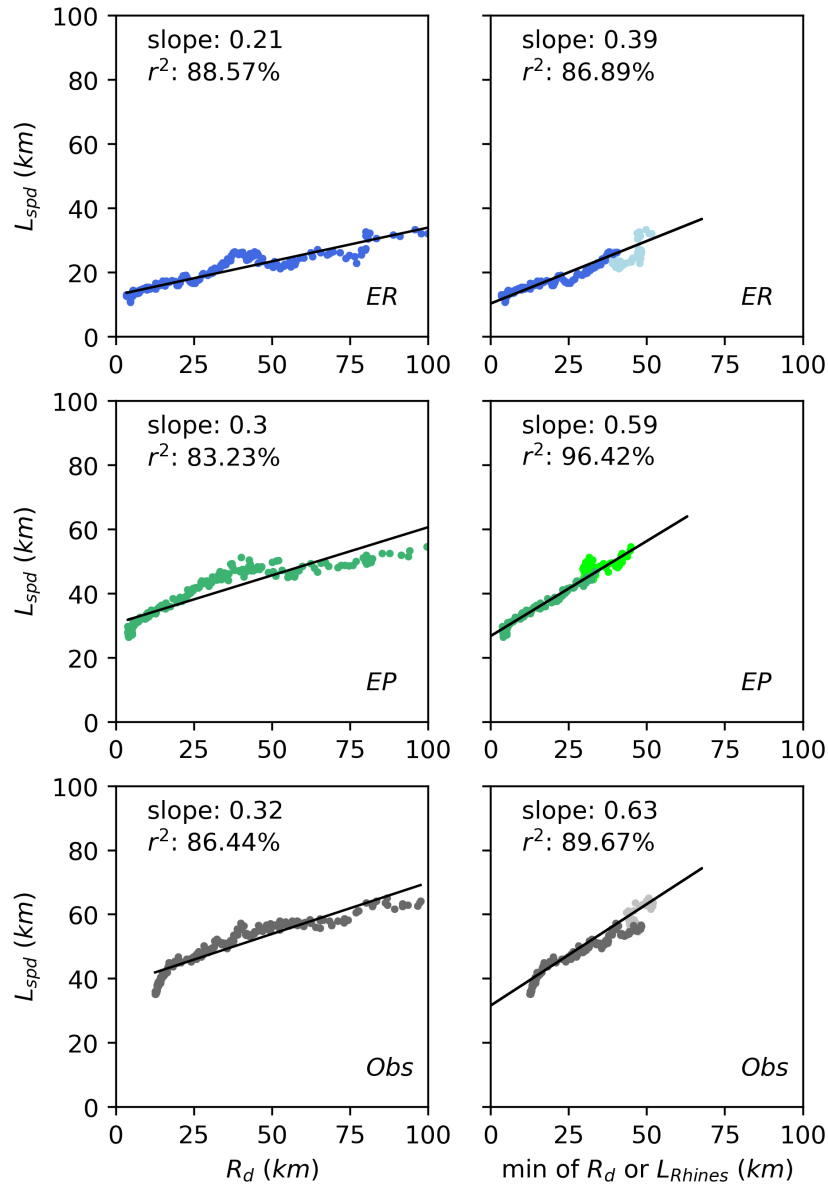 100
80
60
40
20
0
L_spd (km)
slope: 0.21
r²: 88.57%
ER
0 25 50 75 100
slope: 0.39
r²: 86.89%
ER
0 25 50 75 100
100
80
60
40
20
0
L_spd (km)
slope: 0.3
r²: 83.23%
EP
0 25 50 75 100
slope: 0.59
r²: 96.42%
EP
0 25 50 75 100
100
80
60
40
20
0
L_spd (km)
slope: 0.32
r²: 86.44%
Obs
0 25 50 75 100
R_d (km)
slope: 0.63
r²: 89.67%
Obs
0 25 50 75 100
min of R_d or L_Rhines (km)